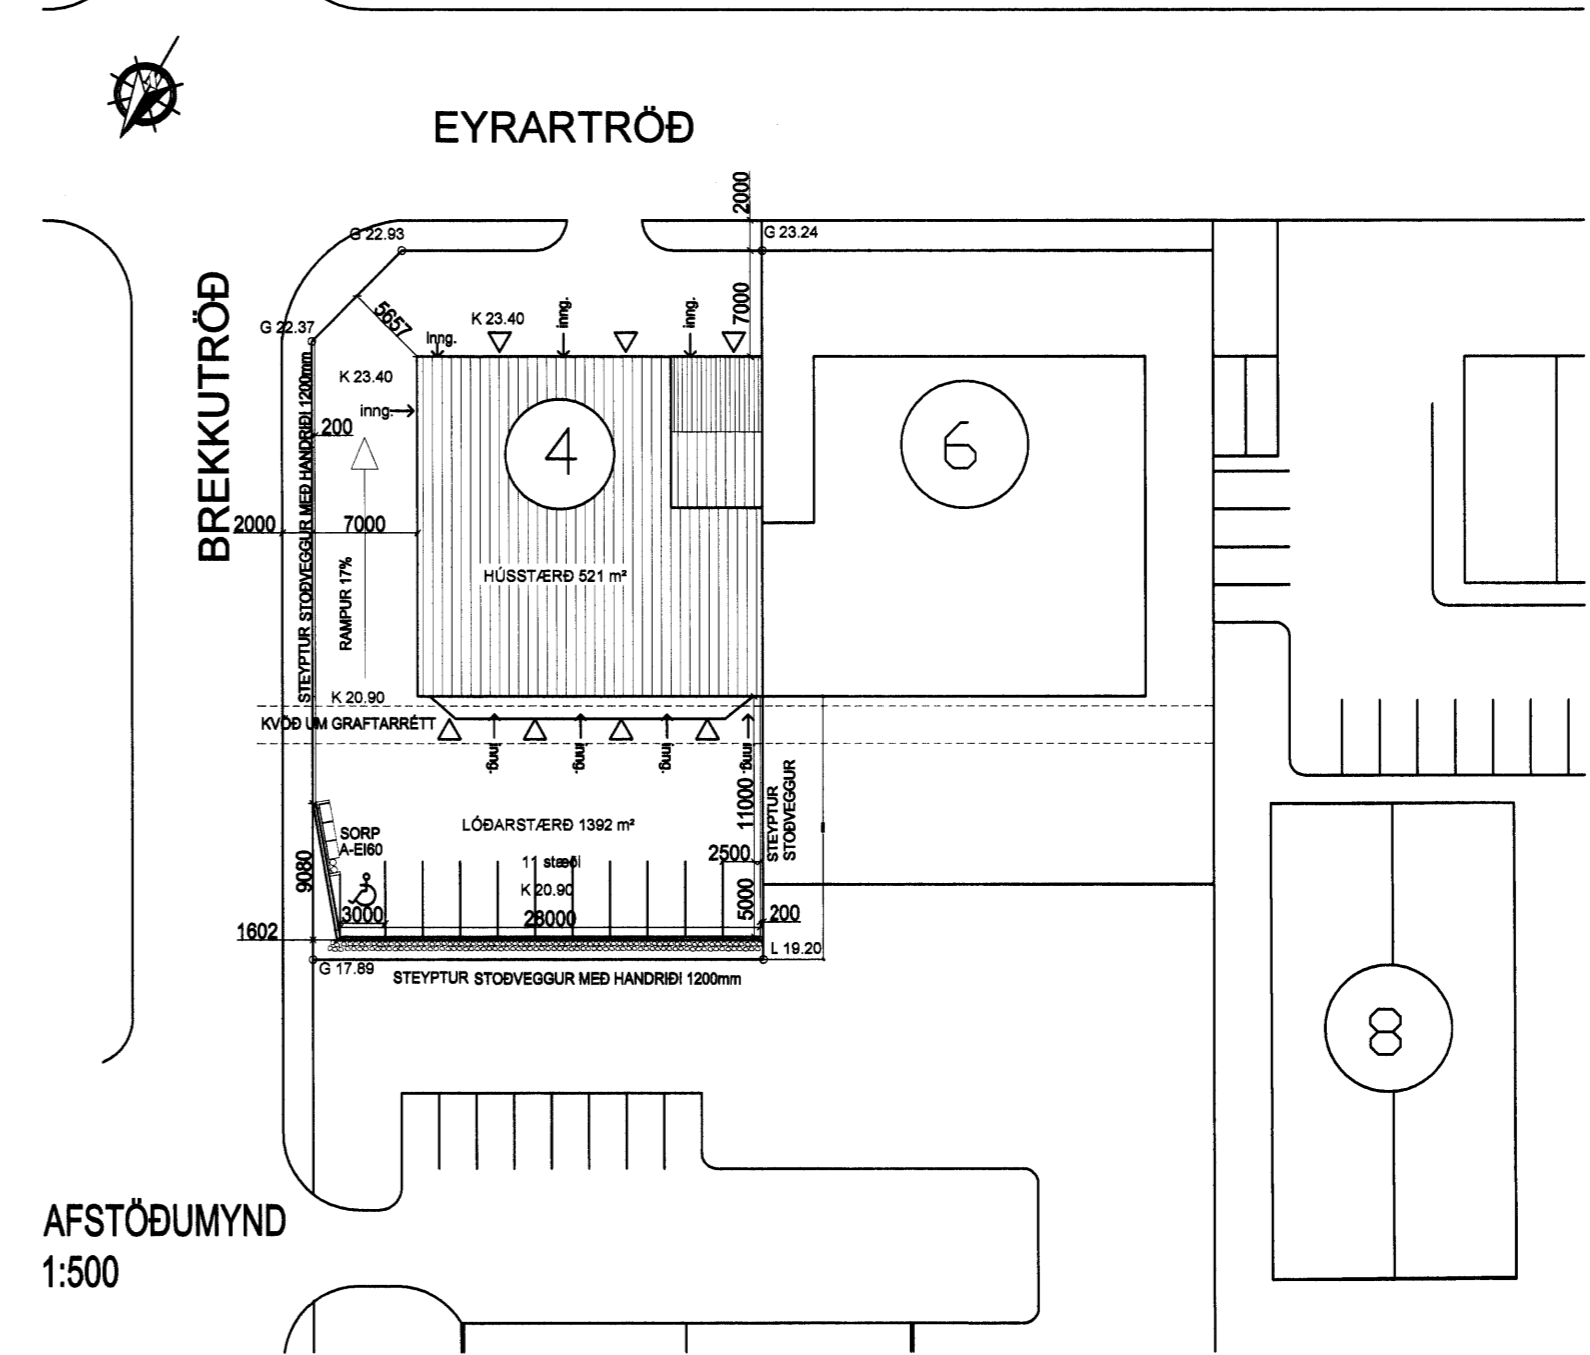 EYRARTRÖÐ
2000
G 22.93
G 23.24
BREKKUTRÖÐ
5657
K 23.40
inng.
inng.
7000
G 22.37
Inng.
K 23.40
inng.
200
4
6
STEYPTUR STOÐVEGGUR MEÐ HANDRIÐI 1200mm
2000
7000
HÚSSTÆRÐ 521 m²
RAMPUR 17%
K 20.90
KVÖÐ UM GRAFTARRÉTT
inng.
inng.
inng.
inng.
11000
STEYPTUR
STOÐVEGGUR
LÓÐARSTÆRÐ 1392 m²
SORP
A-EI60
2500
11 stæði
9080
K 20.90
3000
28000
5000
200
1602
L 19.20
G 17.89
STEYPTUR STOÐVEGGUR MEÐ HANDRIÐI 1200mm
8
AFSTÖÐUMYND
1:500